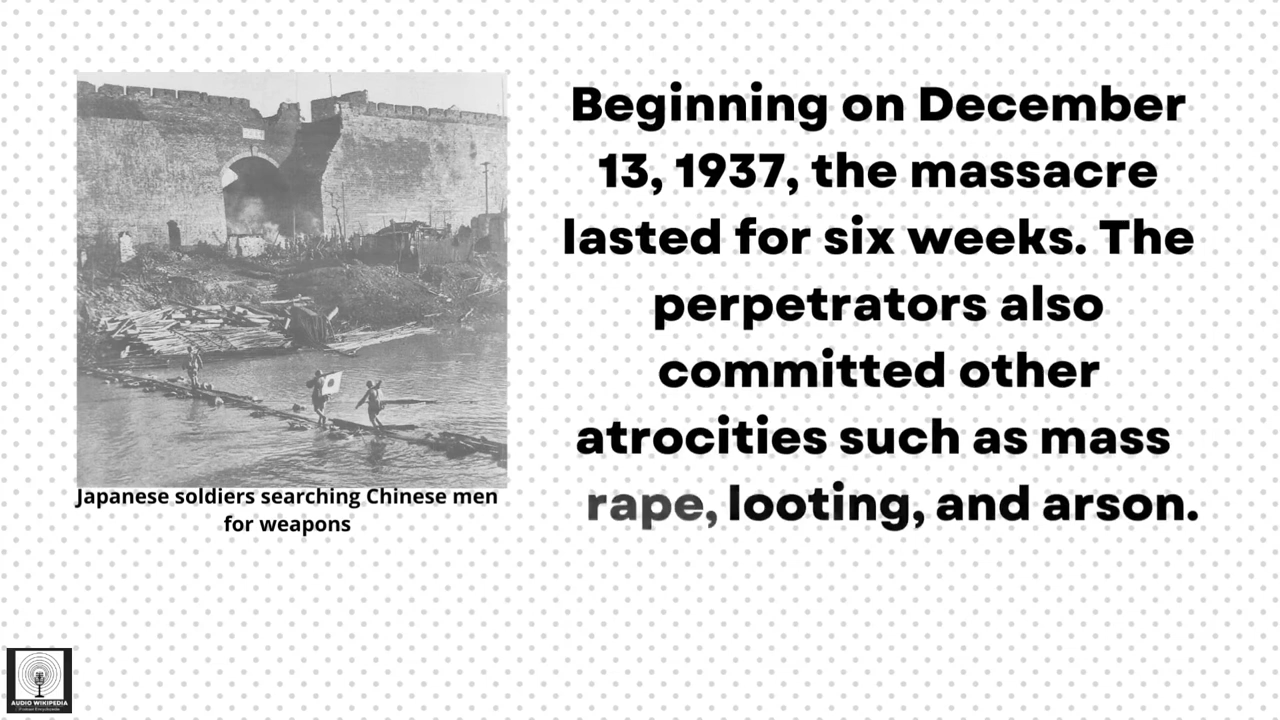 Beginning on December
13, 1937, the massacre
lasted for six weeks. The
perpetrators also
committed other
atrocities such as mass
rape, looting, and arson.
Japanese soldiers searching Chinese men
for weapons
AUDIO WIKIPEDIA